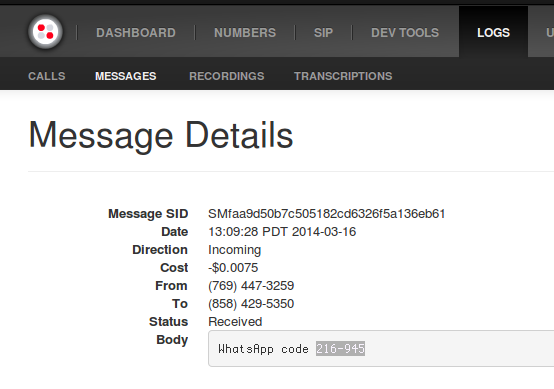 DASHBOARD NUMBERS SIP DEV TOOLS LOGS U
CALLS MESSAGES RECORDINGS TRANSCRIPTIONS
Message Details
Message SID SMfaa9d50b7c505182cd6326f5a136eb61
Date 13:09:28 PDT 2014-03-16
Direction Incoming
Cost -$0.0075
From (769) 447-3259
To (858) 429-5350
Status Received
Body WhatsApp code 216-945